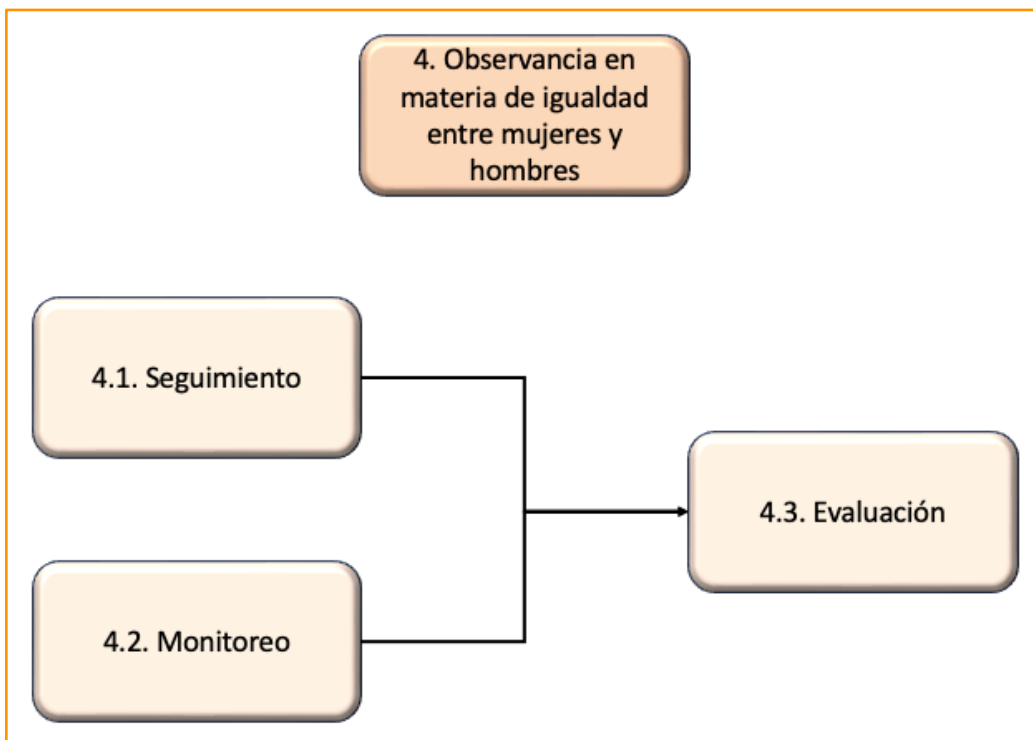 4. Observancia en
materia de igualdad
entre mujeres y
hombres
4.1. Seguimiento
4.3. Evaluación
4.2. Monitoreo